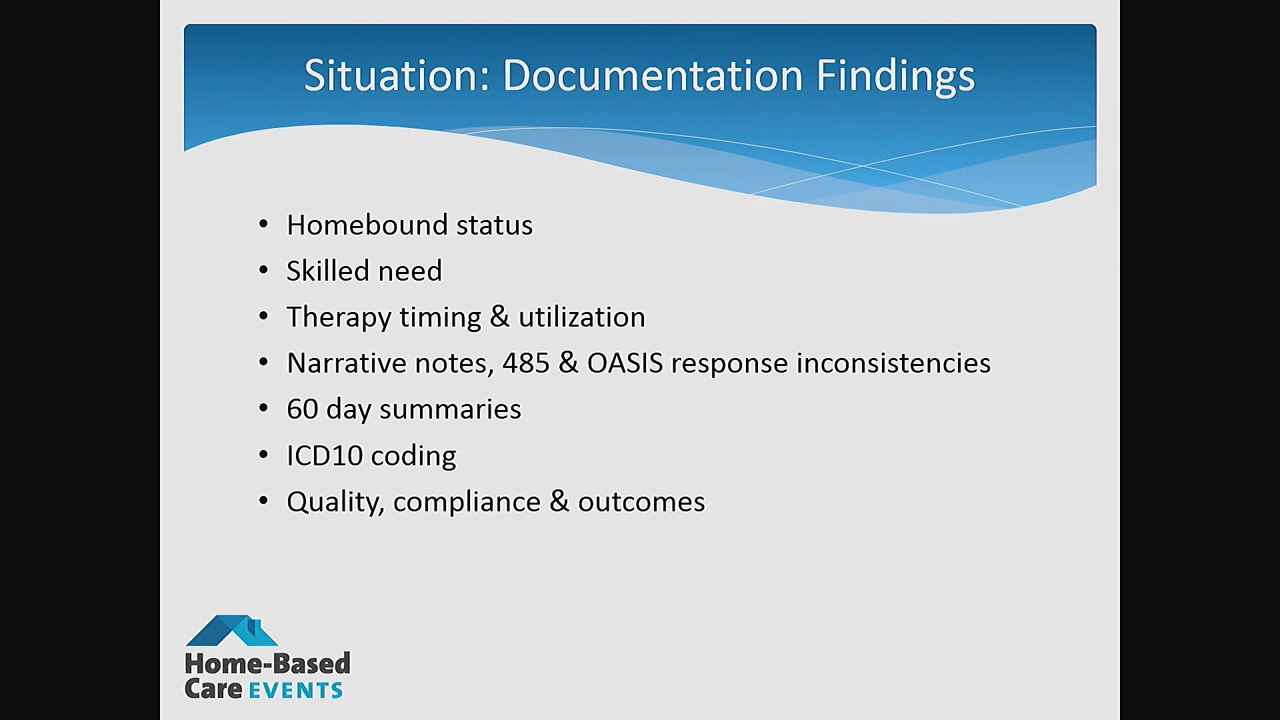 Situation: Documentation Findings
• Homebound status
• Skilled need
• Therapy timing & utilization
• Narrative notes, 485 & OASIS response inconsistencies
• 60 day summaries
• ICD10 coding
• Quality, compliance & outcomes
Home-Based
Care EVENTS